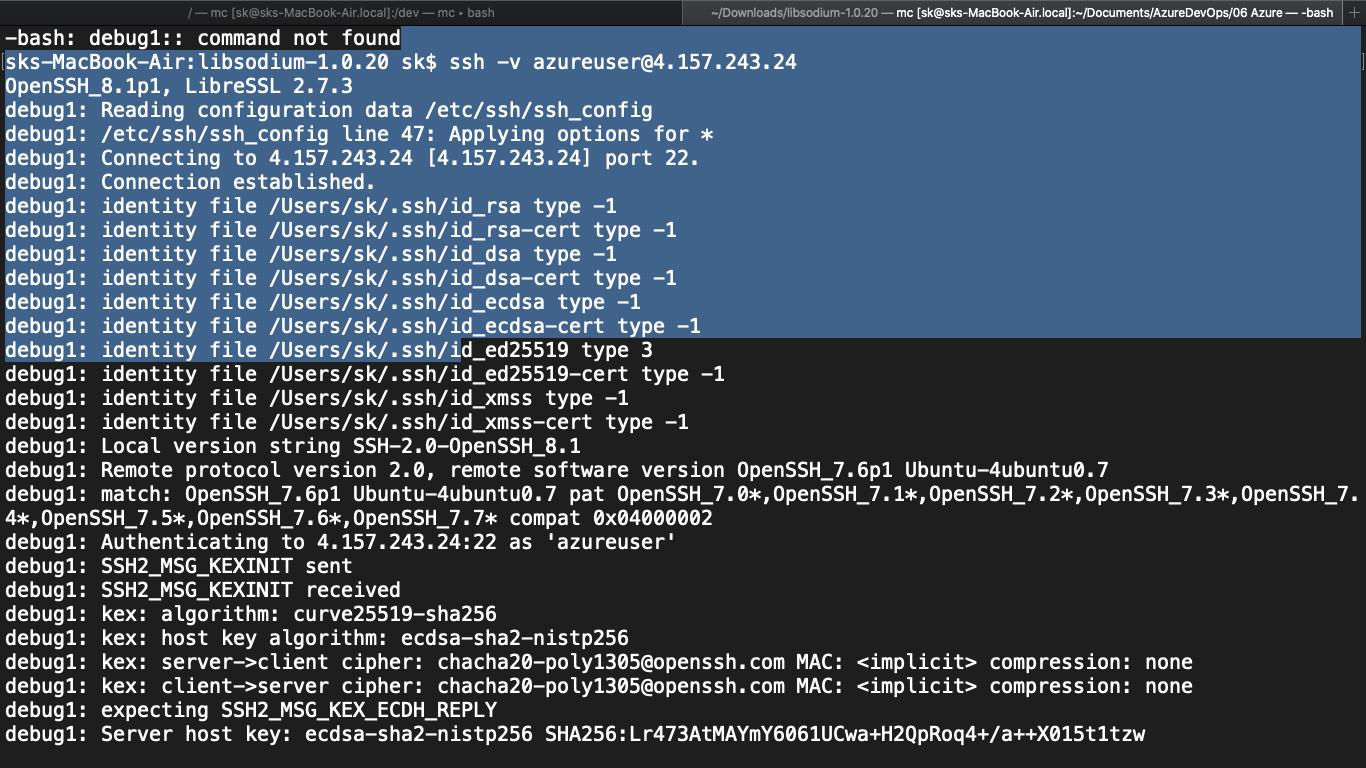 / — mc [sk@sks-MacBook-Air.local]:/dev — mc ▸ bash
~/Downloads/libsodium-1.0.20 — mc [sk@sks-MacBook-Air.local]:~/Documents/AzureDevOps/06 Azure — -bash
-bash: debug1:: command not found
sks-MacBook-Air:libsodium-1.0.20 sk$ ssh -v azureuser@4.157.243.24
OpenSSH_8.1p1, LibreSSL 2.7.3
debug1: Reading configuration data /etc/ssh/ssh_config
debug1: /etc/ssh/ssh_config line 47: Applying options for *
debug1: Connecting to 4.157.243.24 [4.157.243.24] port 22.
debug1: Connection established.
debug1: identity file /Users/sk/.ssh/id_rsa type -1
debug1: identity file /Users/sk/.ssh/id_rsa-cert type -1
debug1: identity file /Users/sk/.ssh/id_dsa type -1
debug1: identity file /Users/sk/.ssh/id_dsa-cert type -1
debug1: identity file /Users/sk/.ssh/id_ecdsa type -1
debug1: identity file /Users/sk/.ssh/id_ecdsa-cert type -1
debug1: identity file /Users/sk/.ssh/id_ed25519 type 3
debug1: identity file /Users/sk/.ssh/id_ed25519-cert type -1
debug1: identity file /Users/sk/.ssh/id_xmss type -1
debug1: identity file /Users/sk/.ssh/id_xmss-cert type -1
debug1: Local version string SSH-2.0-OpenSSH_8.1
debug1: Remote protocol version 2.0, remote software version OpenSSH_7.6p1 Ubuntu-4ubuntu0.7
debug1: match: OpenSSH_7.6p1 Ubuntu-4ubuntu0.7 pat OpenSSH_7.0*,OpenSSH_7.1*,OpenSSH_7.2*,OpenSSH_7.3*,OpenSSH_7.
4*,OpenSSH_7.5*,OpenSSH_7.6*,OpenSSH_7.7* compat 0x04000002
debug1: Authenticating to 4.157.243.24:22 as 'azureuser'
debug1: SSH2_MSG_KEXINIT sent
debug1: SSH2_MSG_KEXINIT received
debug1: kex: algorithm: curve25519-sha256
debug1: kex: host key algorithm: ecdsa-sha2-nistp256
debug1: kex: server->client cipher: chacha20-poly1305@openssh.com MAC: <implicit> compression: none
debug1: kex: client->server cipher: chacha20-poly1305@openssh.com MAC: <implicit> compression: none
debug1: expecting SSH2_MSG_KEX_ECDH_REPLY
debug1: Server host key: ecdsa-sha2-nistp256 SHA256:Lr473AtMAYmY6061UCwa+H2QpRoq4+/a++X015t1tzw